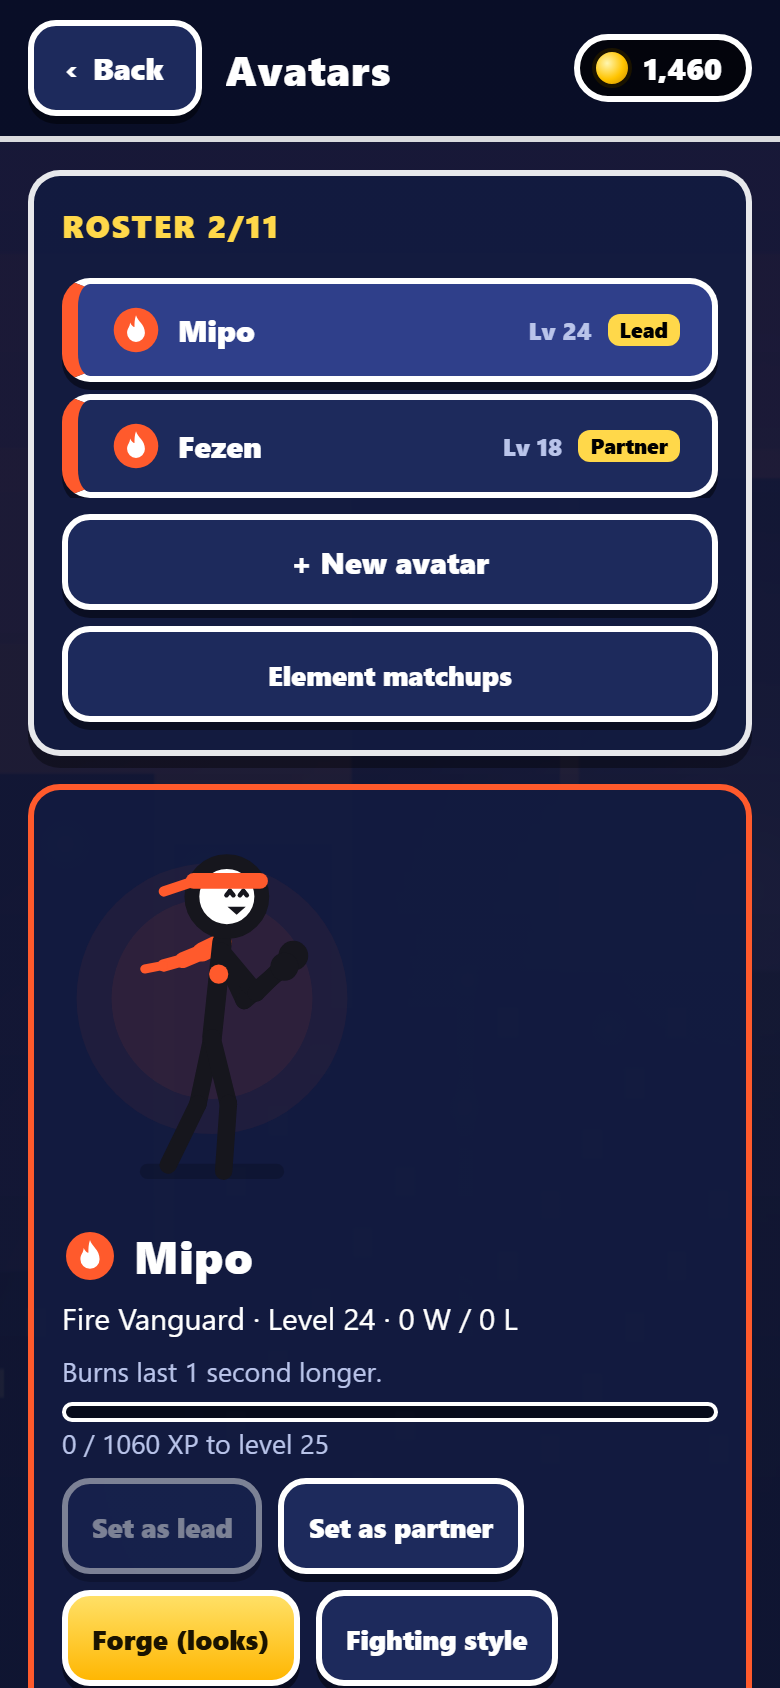 ‹ Back
Avatars
1,460
ROSTER 2/11
Mipo
Lv 24
Lead
Fezen
Lv 18
Partner
+ New avatar
Element matchups
Mipo
Fire Vanguard · Level 24 · 0 W / 0 L
Burns last 1 second longer.
0 / 1060 XP to level 25
Set as lead
Set as partner
Forge (looks)
Fighting style